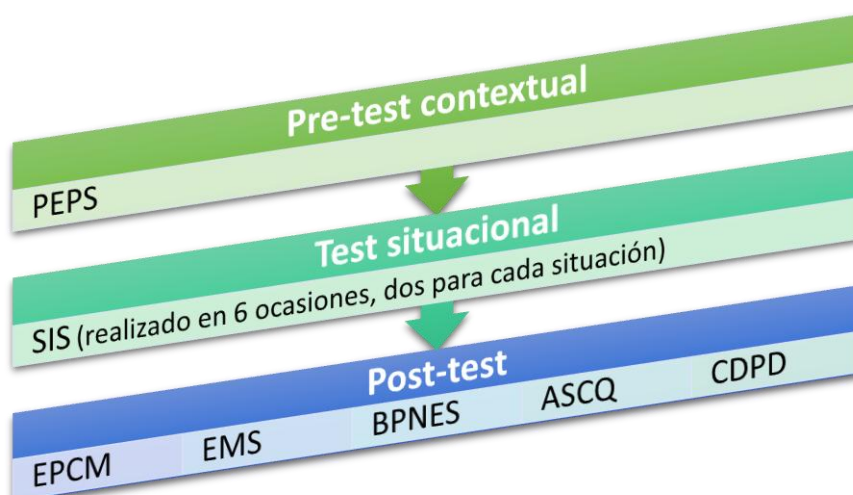 Pre-test contextual
PEPS
Test situacional
SIS (realizado en 6 ocasiones, dos para cada situación)
Post-test
EPCM EMS BPNES ASCQ CDPD